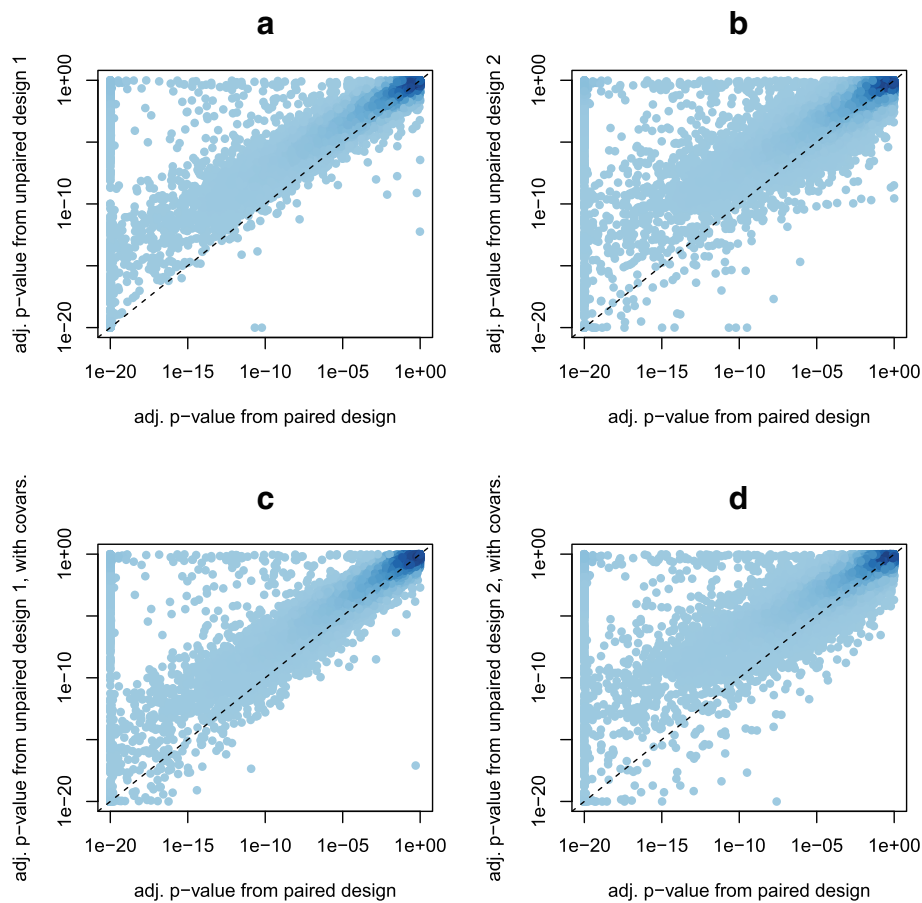 a
adj. p−value from unpaired design 1
1e+00
1e−10
1e−20
1e−20 1e−15 1e−10 1e−05 1e+00
adj. p−value from paired design
b
adj. p−value from unpaired design 2
1e+00
1e−10
1e−20
1e−20 1e−15 1e−10 1e−05 1e+00
adj. p−value from paired design
c
adj. p−value from unpaired design 1, with covars.
1e+00
1e−10
1e−20
1e−20 1e−15 1e−10 1e−05 1e+00
adj. p−value from paired design
d
adj. p−value from unpaired design 2, with covars.
1e+00
1e−10
1e−20
1e−20 1e−15 1e−10 1e−05 1e+00
adj. p−value from paired design